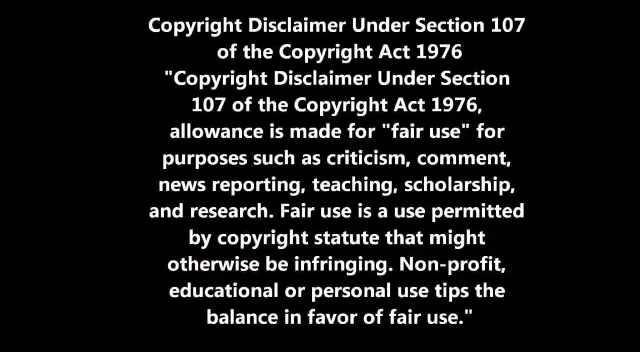 Copyright Disclaimer Under Section 107
of the Copyright Act 1976
"Copyright Disclaimer Under Section
107 of the Copyright Act 1976,
allowance is made for "fair use" for
purposes such as criticism, comment,
news reporting, teaching, scholarship,
and research. Fair use is a use permitted
by copyright statute that might
otherwise be infringing. Non-profit,
educational or personal use tips the
balance in favor of fair use."